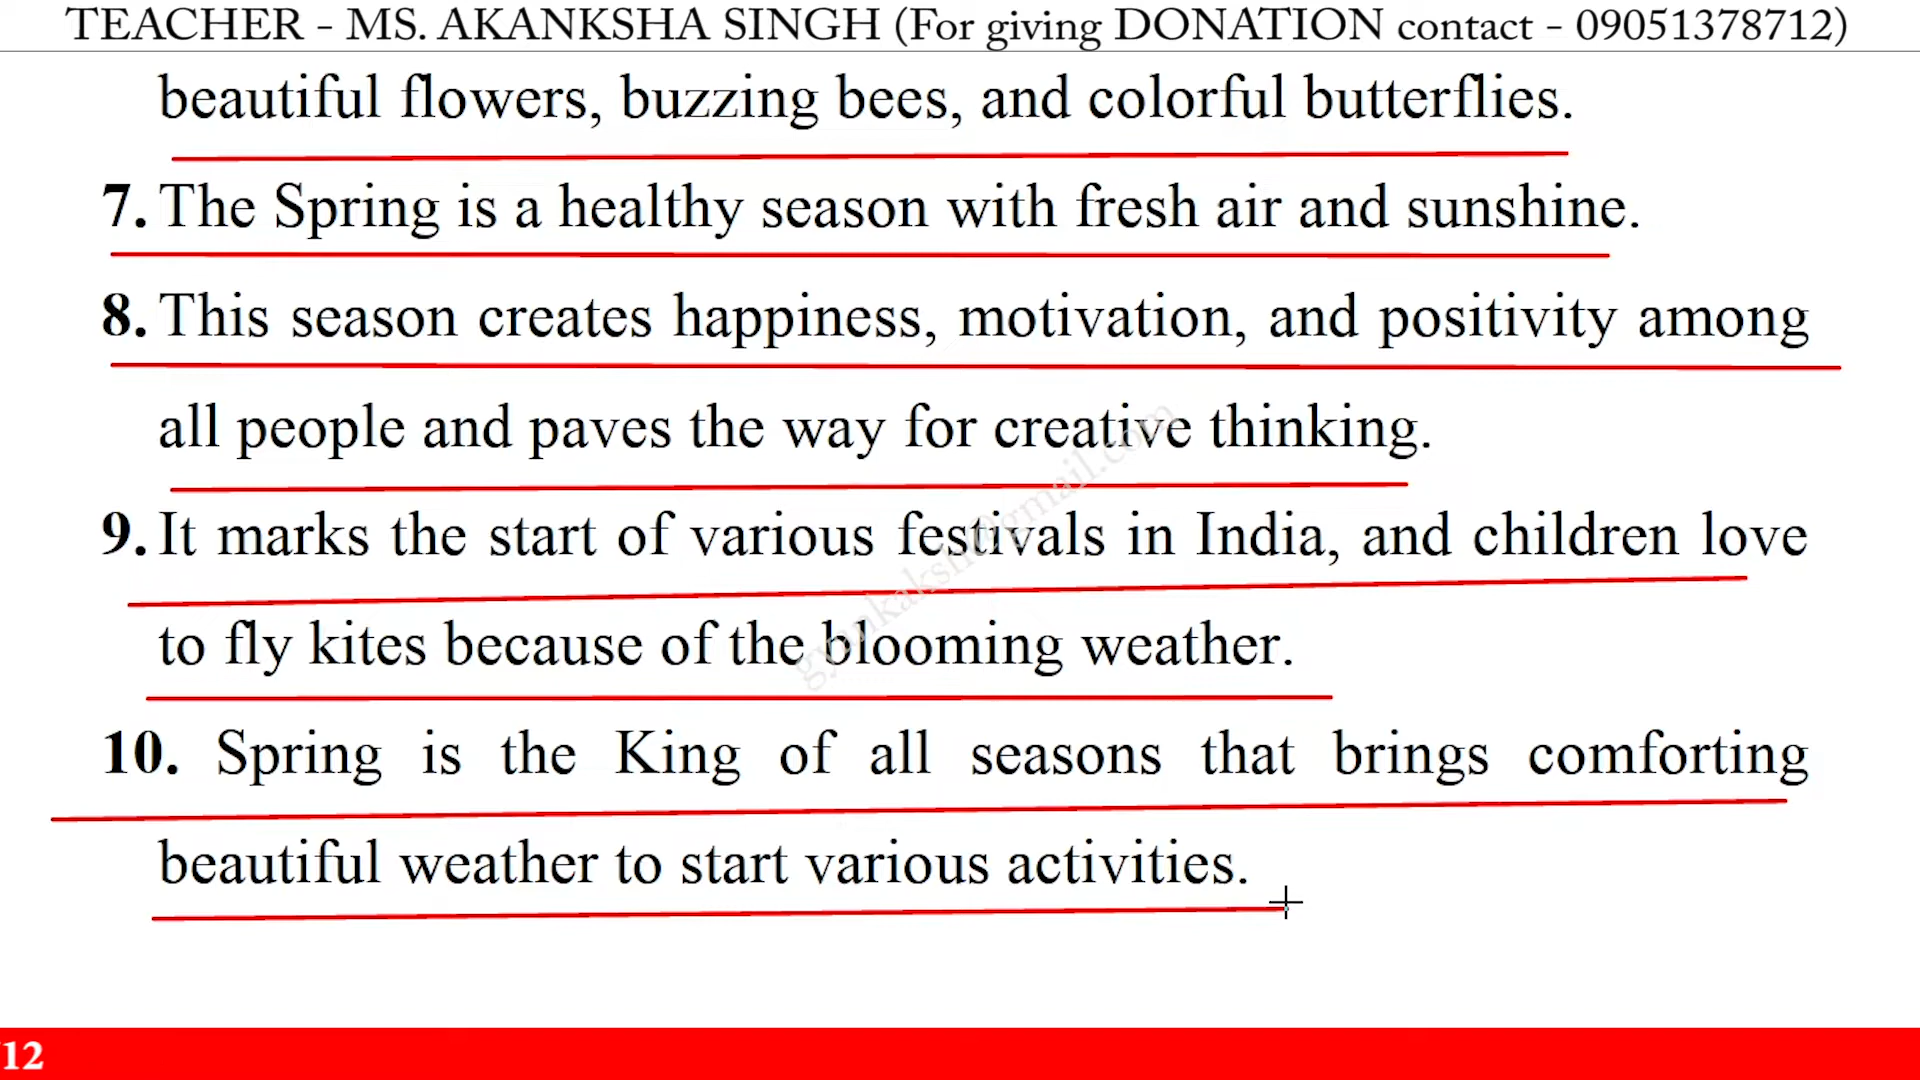 TEACHER - MS. AKANKSHA SINGH (For giving DONATION contact - 09051378712)
beautiful flowers, buzzing bees, and colorful butterflies.
7. The Spring is a healthy season with fresh air and sunshine.
8. This season creates happiness, motivation, and positivity among
all people and paves the way for creative thinking.
9. It marks the start of various festivals in India, and children love
to fly kites because of the blooming weather.
10. Spring is the King of all seasons that brings comforting
beautiful weather to start various activities.
12